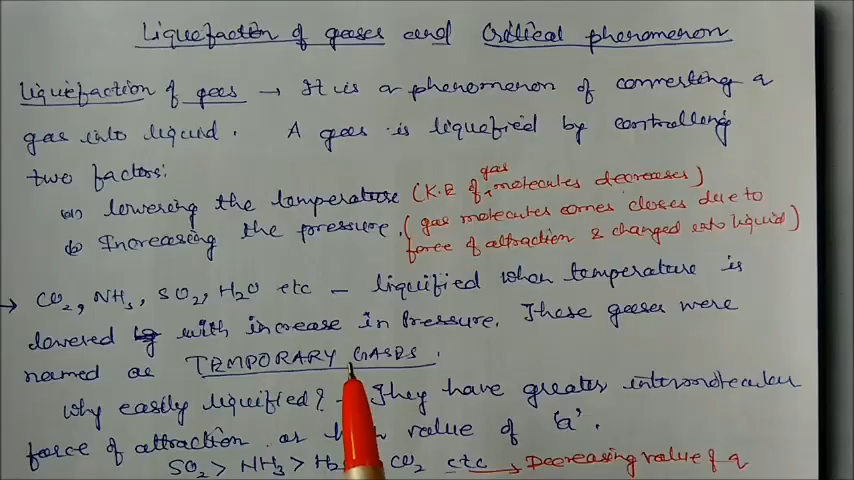 Liquefaction of gases and Critical phenomenon
Liquefaction of gases → It is a phenomenon of converting a
gas into liquid. A gas is liquefied by controlling
two factors:
(a) lowering the temperature (K.E of gas molecules decreases)
(b) Increasing the pressure. (gas molecules comes closes due to
force of attraction & changed into liquid)
→ CO2, NH3, SO2, H2O etc – liquified when temperature is
lowered with increase in Pressure. These gases were
named as TEMPORARY GASES.
Why easily liquified? – They have greater intermolecular
force of attraction or value of 'a'.
SO2 > NH3 > CO2 etc → Decreasing value of a